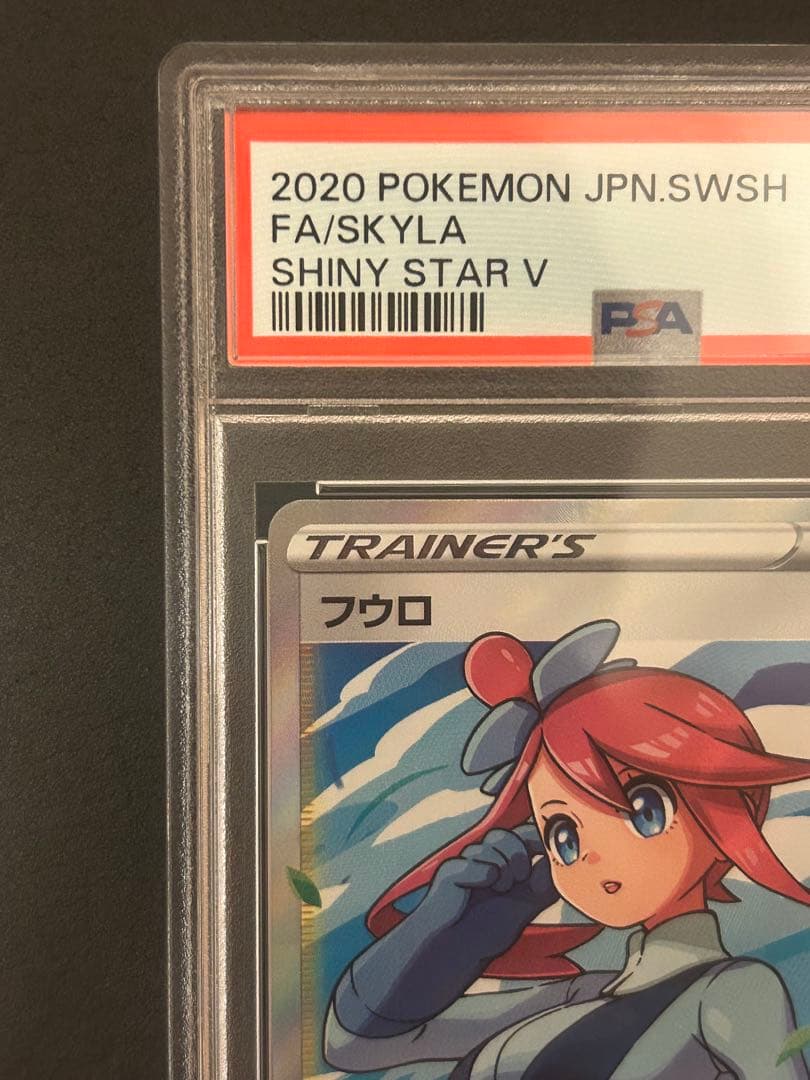 2020 POKEMON JPN.SWSH
FA/SKYLA
SHINY STAR V
PSA
TRAINER'S
フウロ